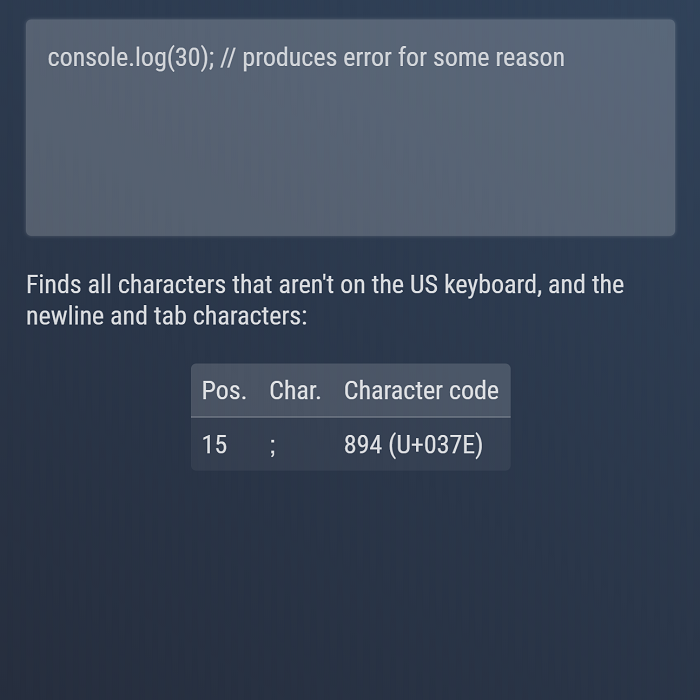 console.log(30); // produces error for some reason
Finds all characters that aren't on the US keyboard, and the
newline and tab characters:
Pos. Char. Character code
15 ; 894 (U+037E)